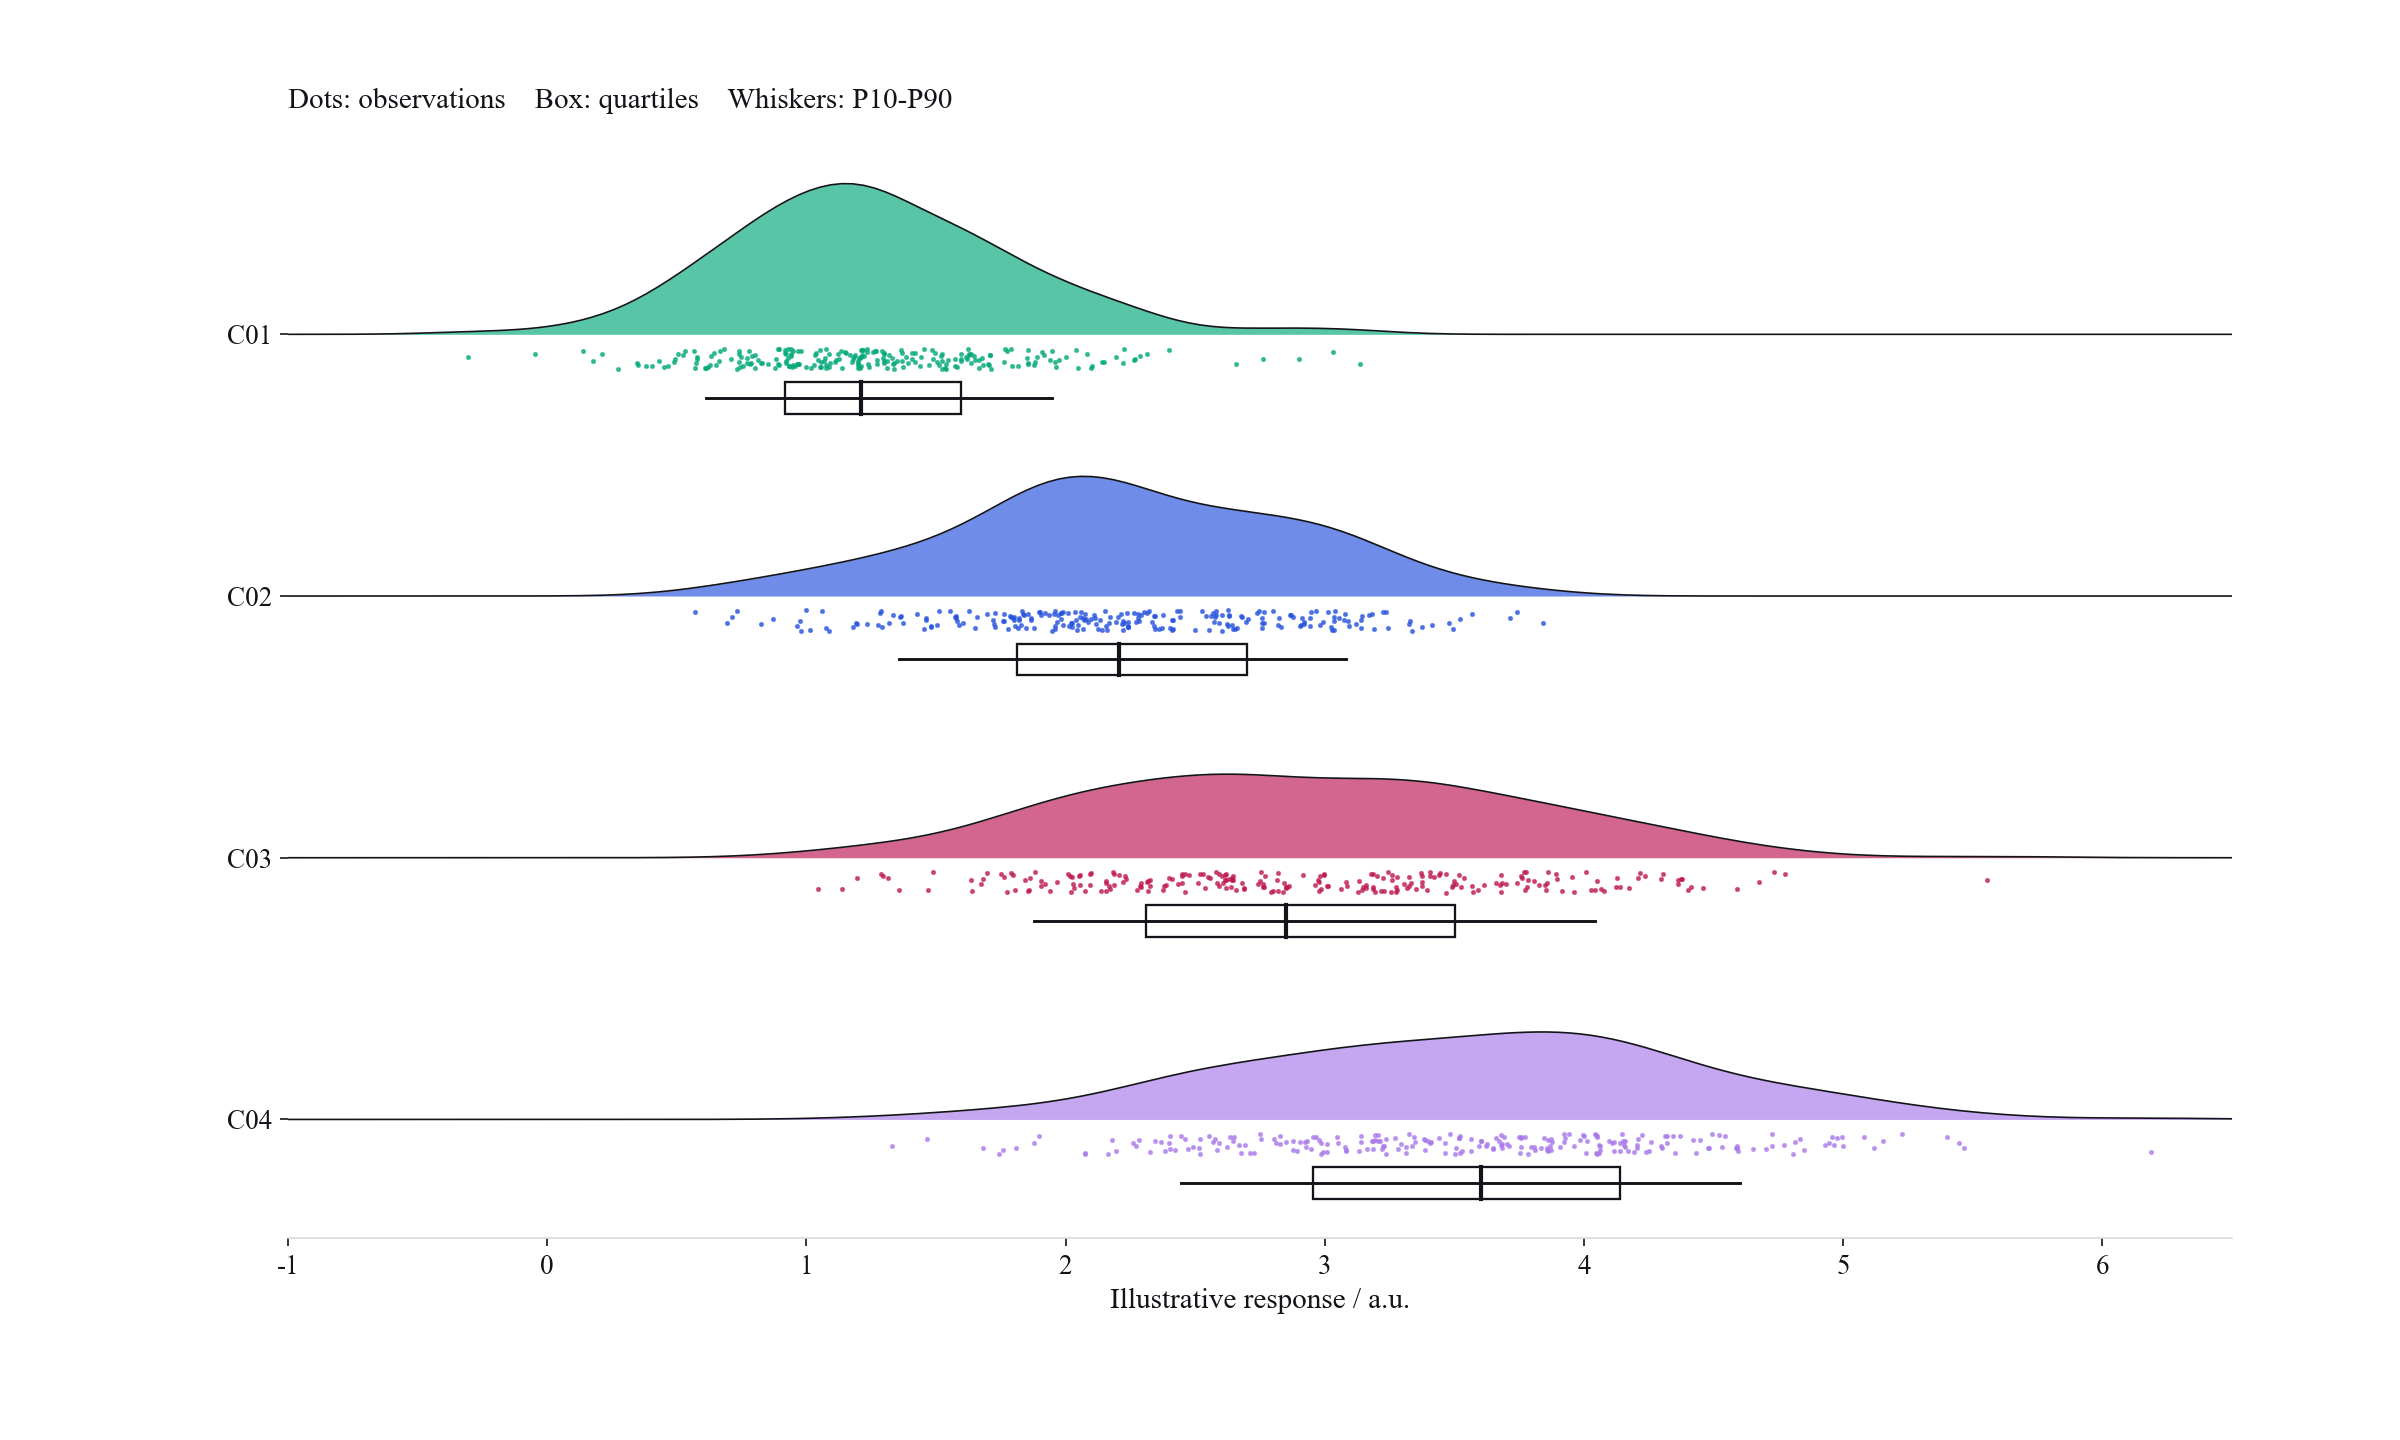 Dots: observations Box: quartiles Whiskers: P10-P90
C01
C02
C03
C04
-1 0 1 2 3 4 5 6
Illustrative response / a.u.